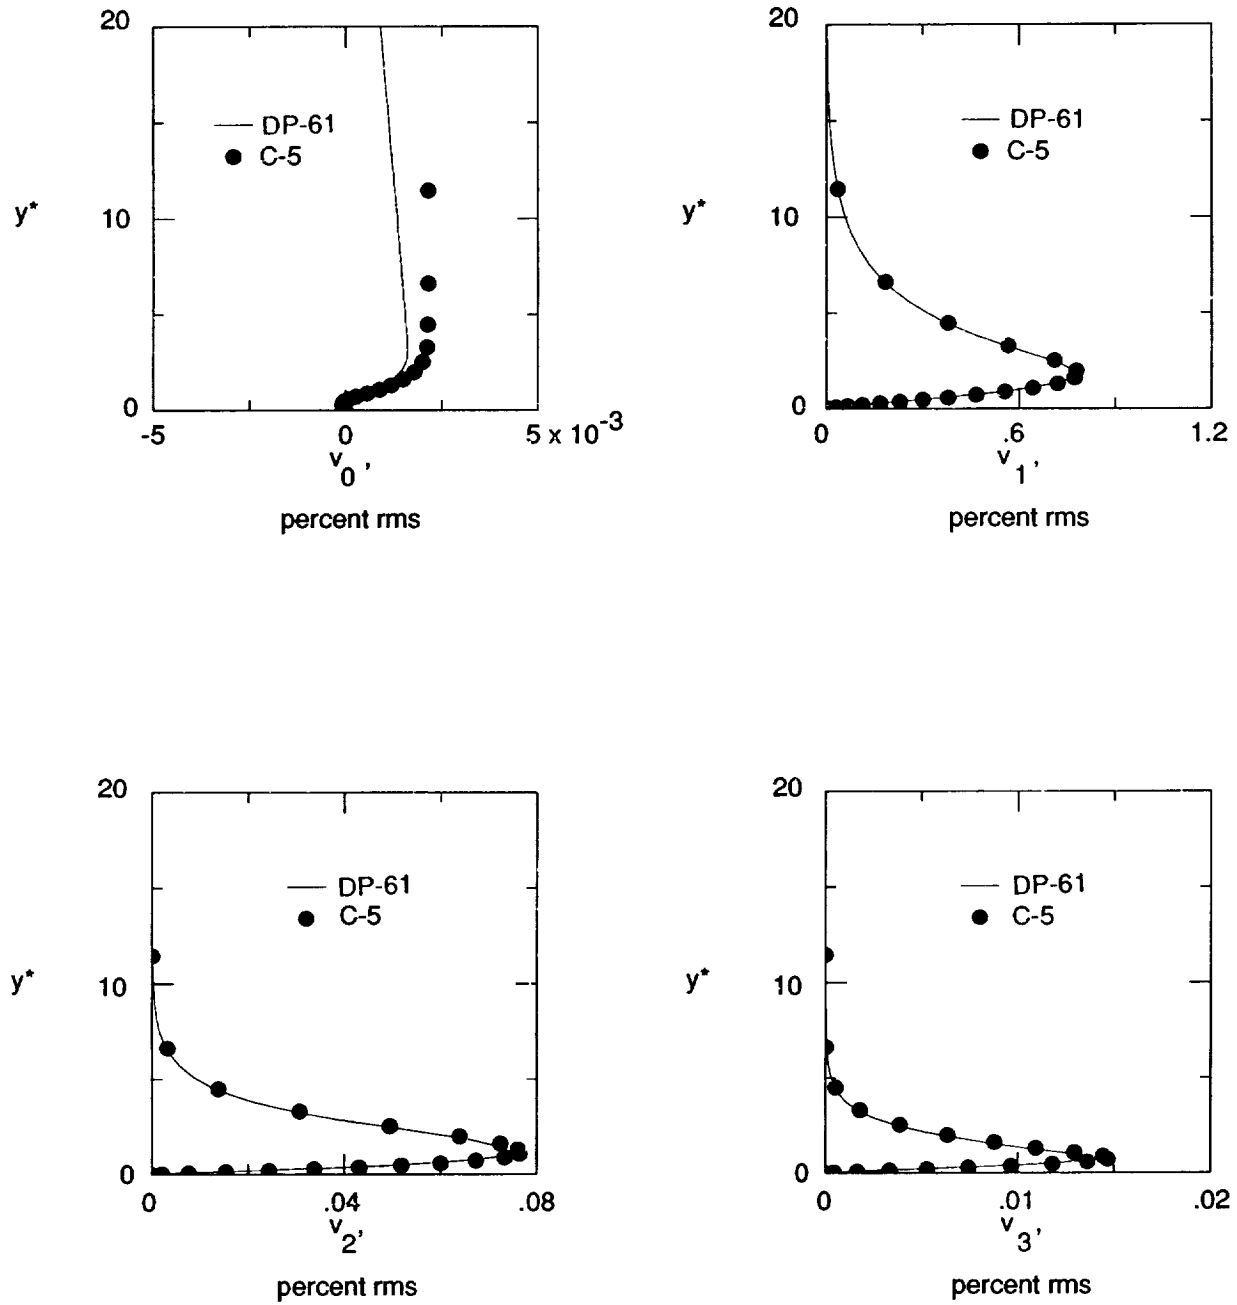 20
DP-61
C-5
y*
10
0
-5 0 5 x 10-3
v0,
percent rms
20
DP-61
C-5
y*
10
0
0 .6 1.2
v1,
percent rms
20
DP-61
C-5
y*
10
0
0 .04 .08
v2,
percent rms
20
DP-61
C-5
y*
10
0
0 .01 .02
v3,
percent rms